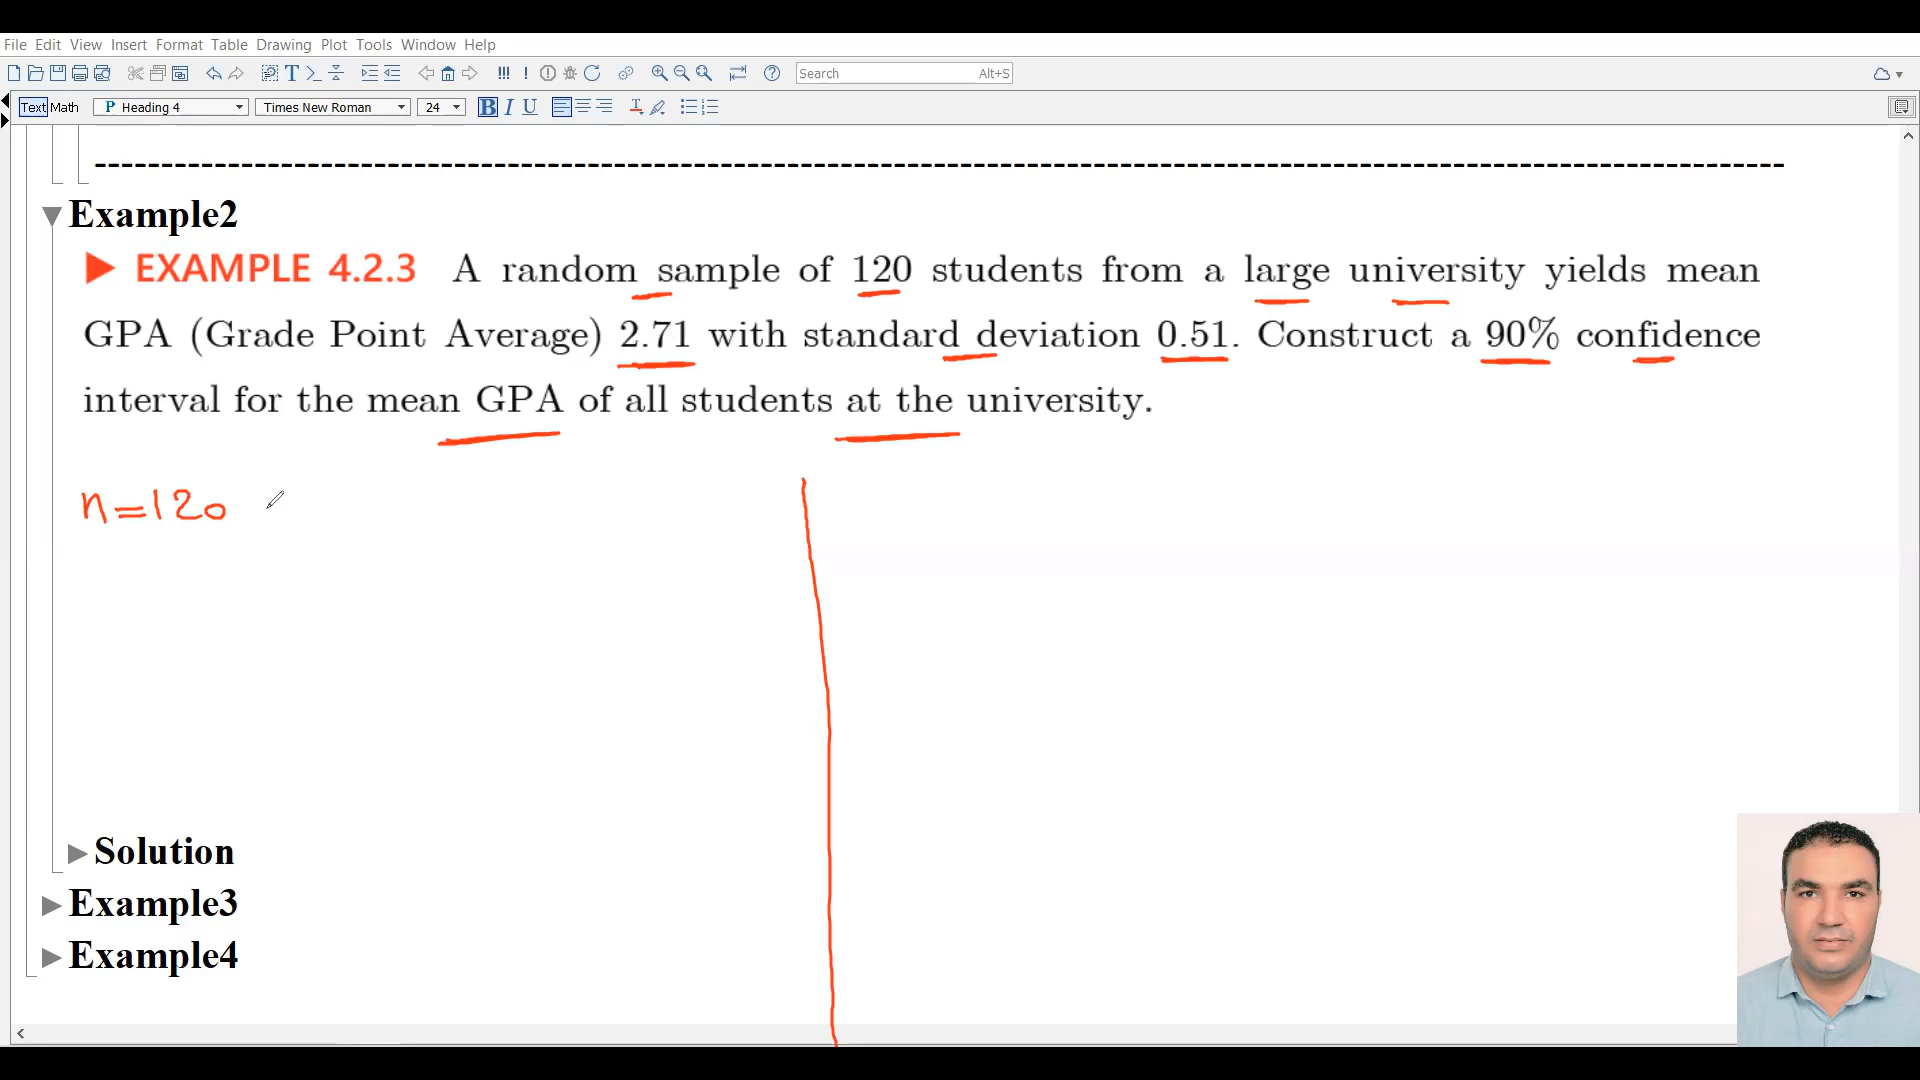 File Edit View Insert Format Table Drawing Plot Tools Window Help
Search Alt+S
Text Math P Heading 4 Times New Roman 24 B I U
Example2
EXAMPLE 4.2.3 A random sample of 120 students from a large university yields mean
GPA (Grade Point Average) 2.71 with standard deviation 0.51. Construct a 90% confidence
interval for the mean GPA of all students at the university.
n=120
Solution
Example3
Example4